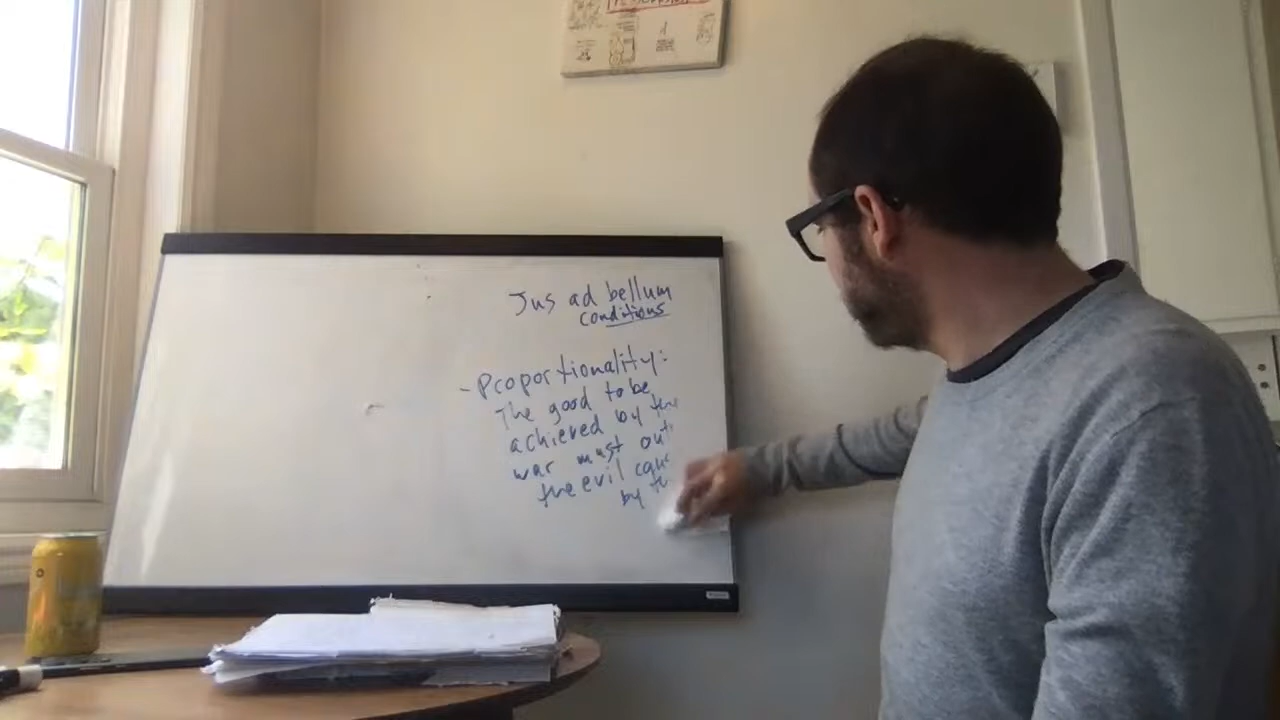 Jus ad bellum
conditions
- Proportionality:
The good to be
achieved by the
war must out
the evil
by